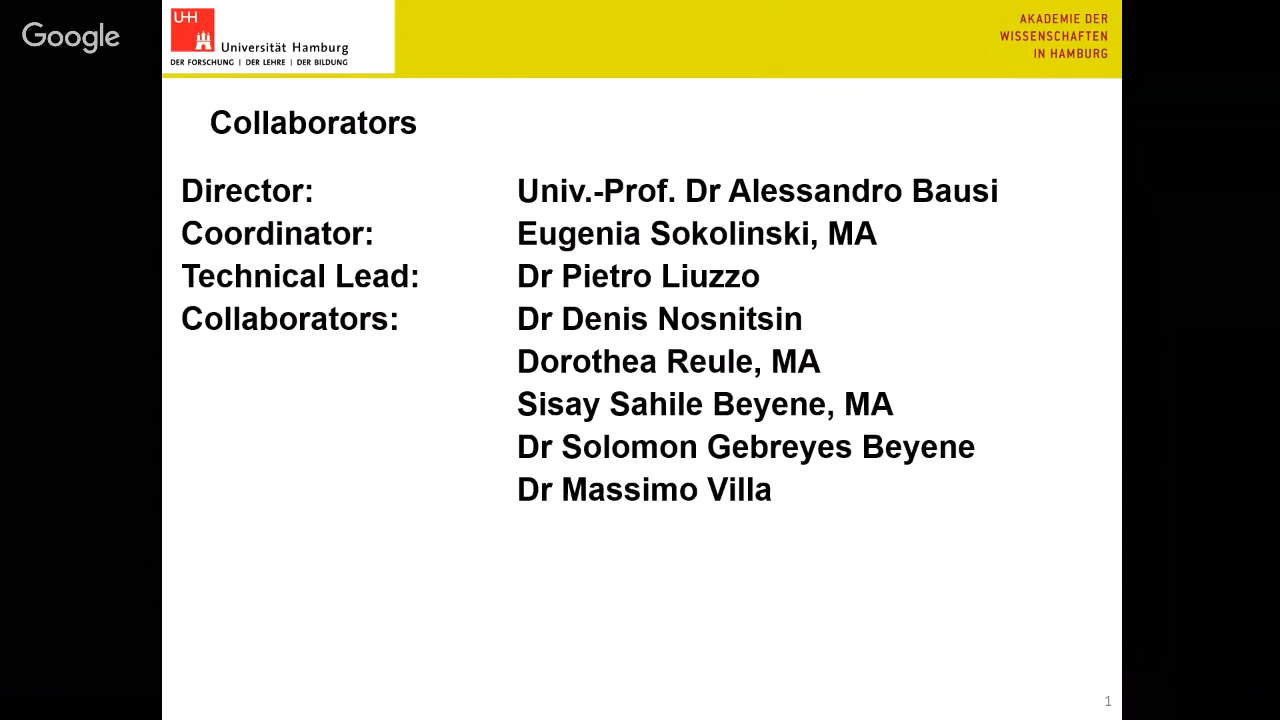 Google
UHH
Universität Hamburg
DER FORSCHUNG | DER LEHRE | DER BILDUNG
AKADEMIE DER
WISSENSCHAFTEN
IN HAMBURG
Collaborators
Director: Univ.-Prof. Dr Alessandro Bausi
Coordinator: Eugenia Sokolinski, MA
Technical Lead: Dr Pietro Liuzzo
Collaborators: Dr Denis Nosnitsin
Dorothea Reule, MA
Sisay Sahile Beyene, MA
Dr Solomon Gebreyes Beyene
Dr Massimo Villa
1